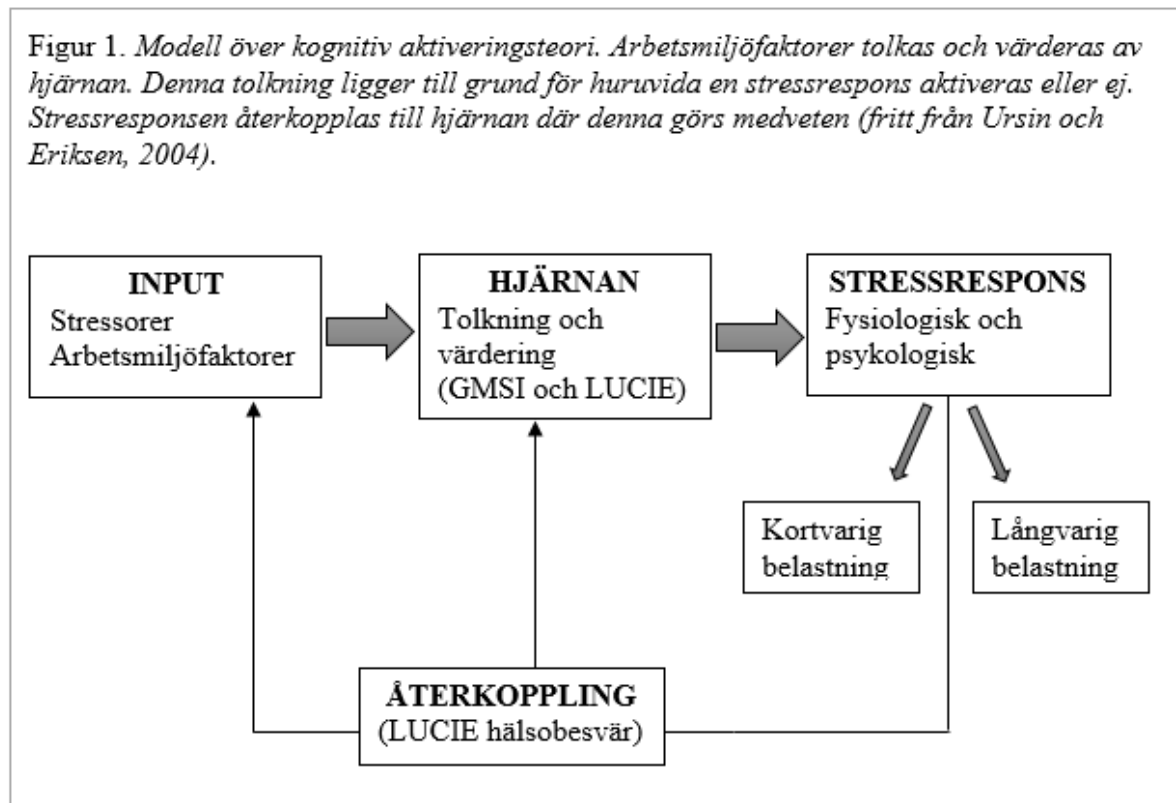 Figur 1. Modell över kognitiv aktiveringsteori. Arbetsmiljöfaktorer tolkas och värderas av
hjärnan. Denna tolkning ligger till grund för huruvida en stressrespons aktiveras eller ej.
Stressresponsen återkopplas till hjärnan där denna görs medveten (fritt från Ursin och
Eriksen, 2004).
INPUT
Stressorer
Arbetsmiljöfaktorer
HJÄRNAN
Tolkning och
värdering
(GMSI och LUCIE)
STRESSRESPONS
Fysiologisk och
psykologisk
Kortvarig
belastning
Långvarig
belastning
ÅTERKOPPLING
(LUCIE hälsobesvär)